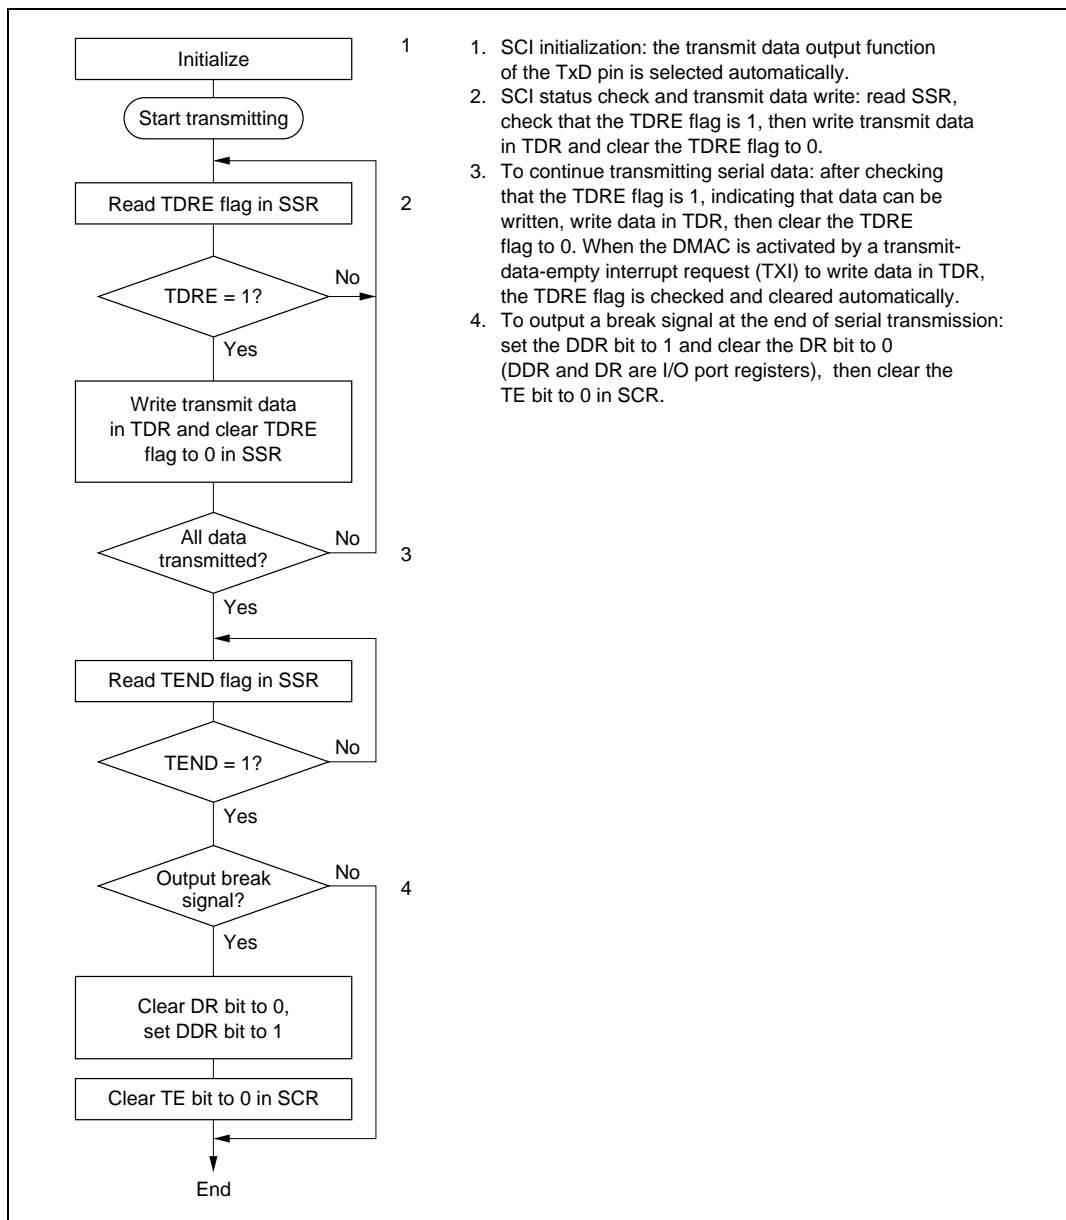 Initialize
1
Start transmitting
Read TDRE flag in SSR
2
TDRE = 1?
No
Yes
Write transmit data
in TDR and clear TDRE
flag to 0 in SSR
All data
transmitted?
No
3
Yes
Read TEND flag in SSR
TEND = 1?
No
Yes
Output break
signal?
No
4
Yes
Clear DR bit to 0,
set DDR bit to 1
Clear TE bit to 0 in SCR
End
1. SCI initialization: the transmit data output function
of the TxD pin is selected automatically.
2. SCI status check and transmit data write: read SSR,
check that the TDRE flag is 1, then write transmit data
in TDR and clear the TDRE flag to 0.
3. To continue transmitting serial data: after checking
that the TDRE flag is 1, indicating that data can be
written, write data in TDR, then clear the TDRE
flag to 0. When the DMAC is activated by a transmit-
data-empty interrupt request (TXI) to write data in TDR,
the TDRE flag is checked and cleared automatically.
4. To output a break signal at the end of serial transmission:
set the DDR bit to 1 and clear the DR bit to 0
(DDR and DR are I/O port registers),  then clear the
TE bit to 0 in SCR.